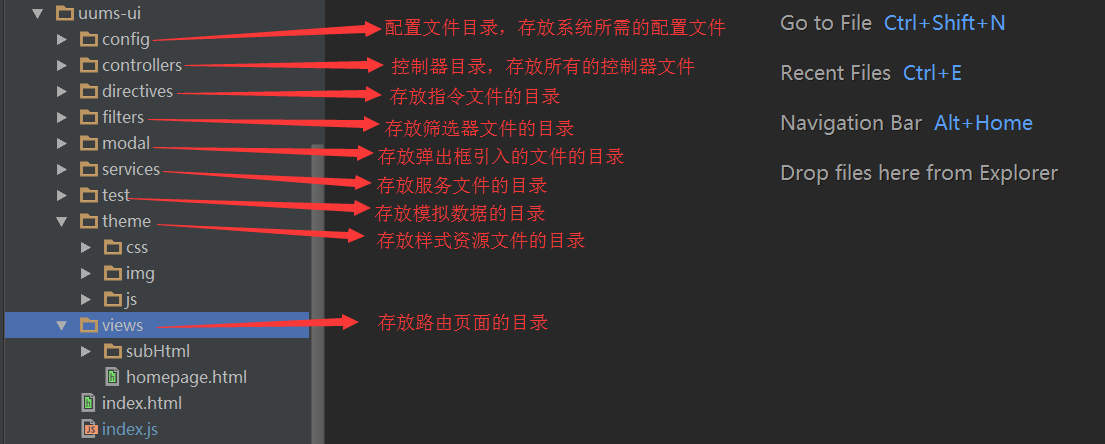 uums-ui
config 配置文件目录，存放系统所需的配置文件
controllers 控制器目录，存放所有的控制器文件
directives 存放指令文件的目录
filters 存放筛选器文件的目录
modal 存放弹出框引入的文件的目录
services 存放服务文件的目录
test 存放模拟数据的目录
theme 存放样式资源文件的目录
css
img
js
views 存放路由页面的目录
subHtml
homepage.html
index.html
index.js
Go to File Ctrl+Shift+N
Recent Files Ctrl+E
Navigation Bar Alt+Home
Drop files here from Explorer